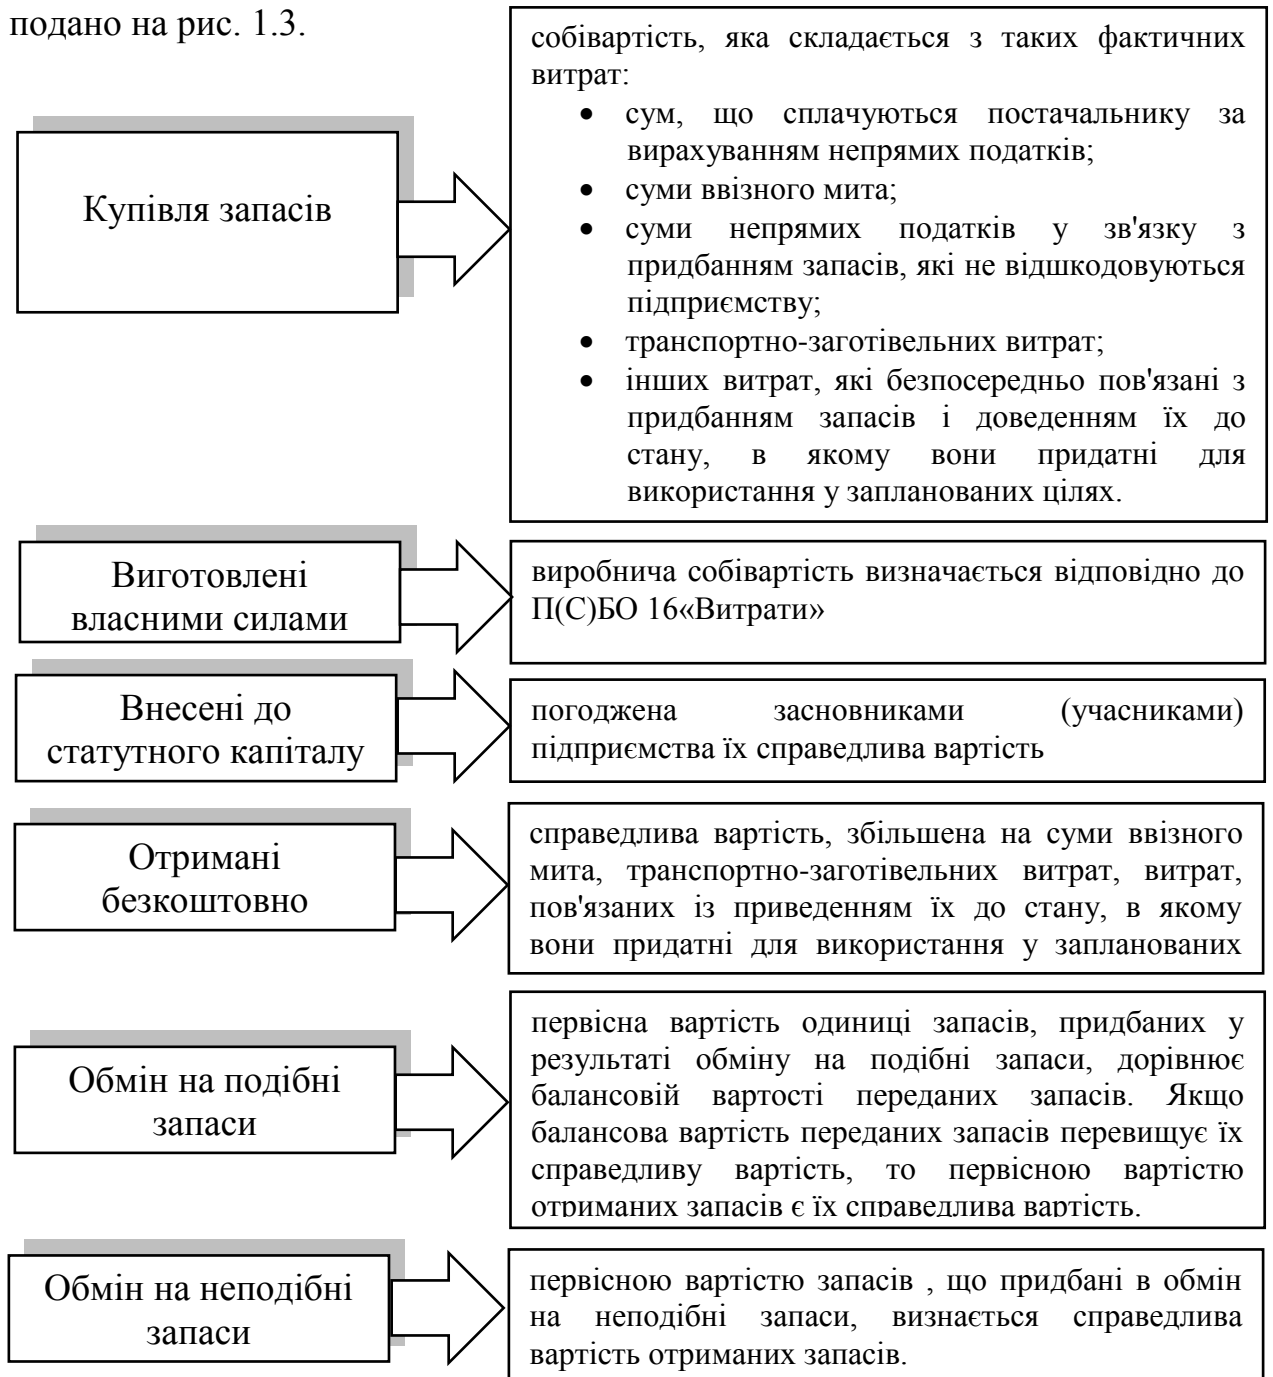 подано на рис. 1.3.
Купівля запасів
собівартість, яка складається з таких фактичних
витрат:
• сум, що сплачуються постачальнику за
вирахуванням непрямих податків;
• суми ввізного мита;
• суми непрямих податків у зв'язку з
придбанням запасів, які не відшкодовуються
підприємству;
• транспортно-заготівельних витрат;
• інших витрат, які безпосередньо пов'язані з
придбанням запасів і доведенням їх до
стану, в якому вони придатні для
використання у запланованих цілях.
Виготовлені
власними силами
виробнича собівартість визначається відповідно до
П(С)БО 16«Витрати»
Внесені до
статутного капіталу
погоджена засновниками (учасниками)
підприємства їх справедлива вартість
Отримані
безкоштовно
справедлива вартість, збільшена на суми ввізного
мита, транспортно-заготівельних витрат, витрат,
пов'язаних із приведенням їх до стану, в якому
вони придатні для використання у запланованих
Обмін на подібні
запаси
первісна вартість одиниці запасів, придбаних у
результаті обміну на подібні запаси, дорівнює
балансовій вартості переданих запасів. Якщо
балансова вартість переданих запасів перевищує їх
справедливу вартість, то первісною вартістю
отриманих запасів є їх справедлива вартість.
Обмін на неподібні
запаси
первісною вартістю запасів , що придбані в обмін
на неподібні запаси, визнається справедлива
вартість отриманих запасів.